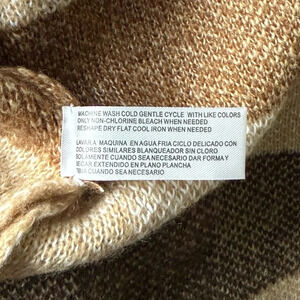 MACHINE WASH COLD GENTLE CYCLE WITH LIKE COLORS
ONLY NON-CHLORINE BLEACH WHEN NEEDED
RESHAPE DRY FLAT COOL IRON WHEN NEEDED
LAVAR A MAQUINA EN AGUA FRIA CICLO DELICADO CON
COLORES SIMILARES BLANQUEADOR SIN CLORO
SOLAMENTE CUANDO SEA NECESARIO DAR FORMA Y
SECAR EXTENDIDO EN PLANO PLANCHA
TIBIA CUANDO SEA NECESARIO